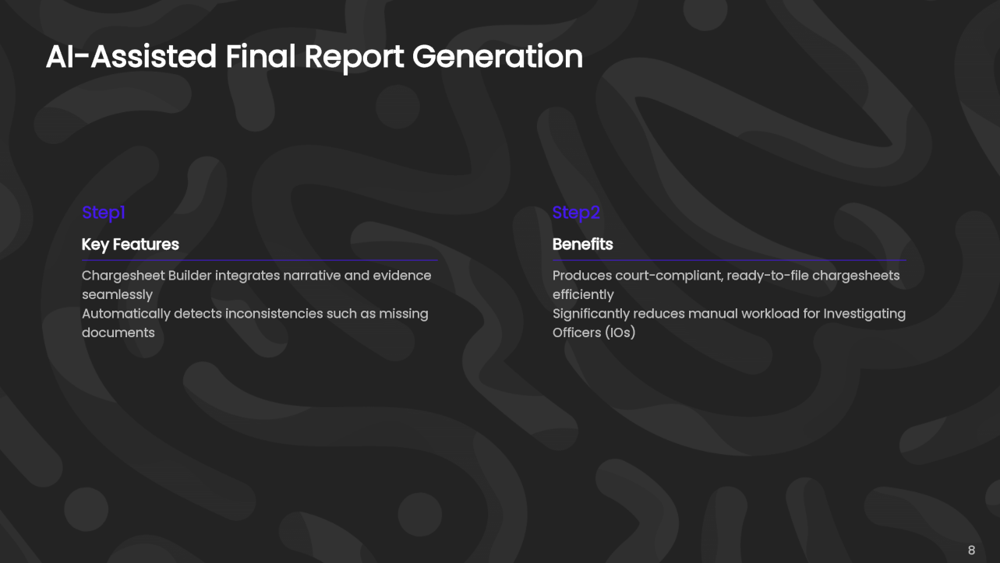 AI-Assisted Final Report Generation
Step1
Key Features
Chargesheet Builder integrates narrative and evidence
seamlessly
Automatically detects inconsistencies such as missing
documents
Step2
Benefits
Produces court-compliant, ready-to-file chargesheets
efficiently
Significantly reduces manual workload for Investigating
Officers (IOs)
8